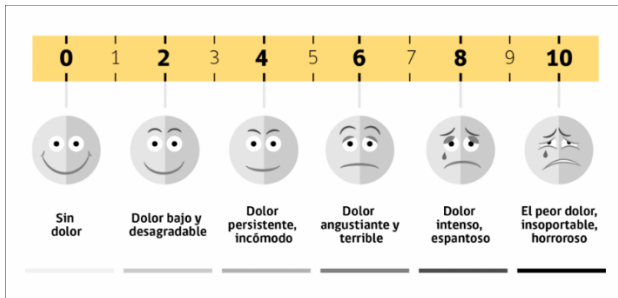 0 1 2 3 4 5 6 7 8 9 10
Sin
dolor
Dolor bajo y
desagradable
Dolor
persistente,
incómodo
Dolor
angustiante y
terrible
Dolor
intenso,
espantoso
El peor dolor,
insoportable,
horroroso